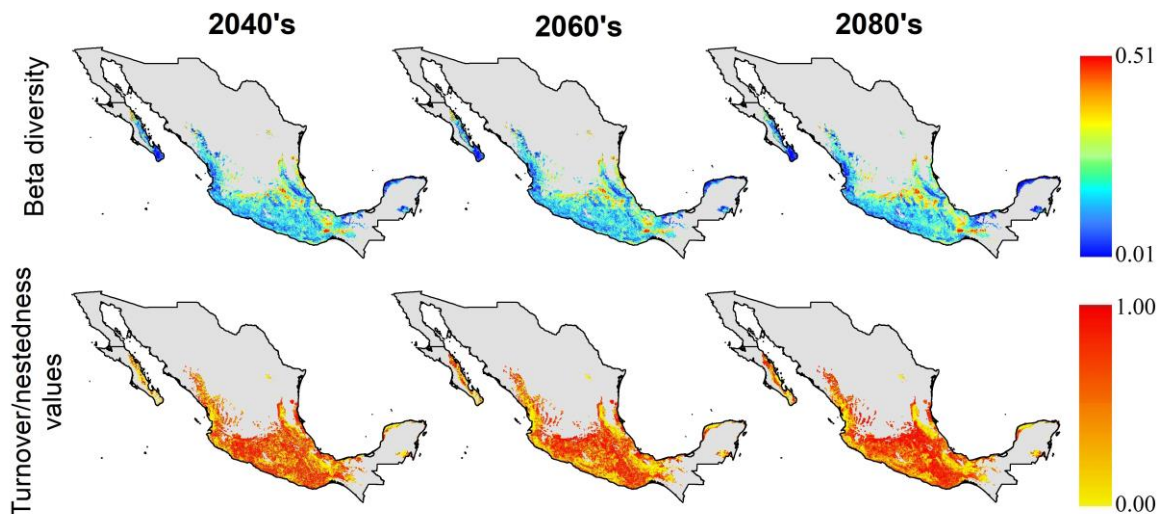 2040's
2060's
2080's
Beta diversity
0.51
0.01
Turnover/nestedness
values
1.00
0.00